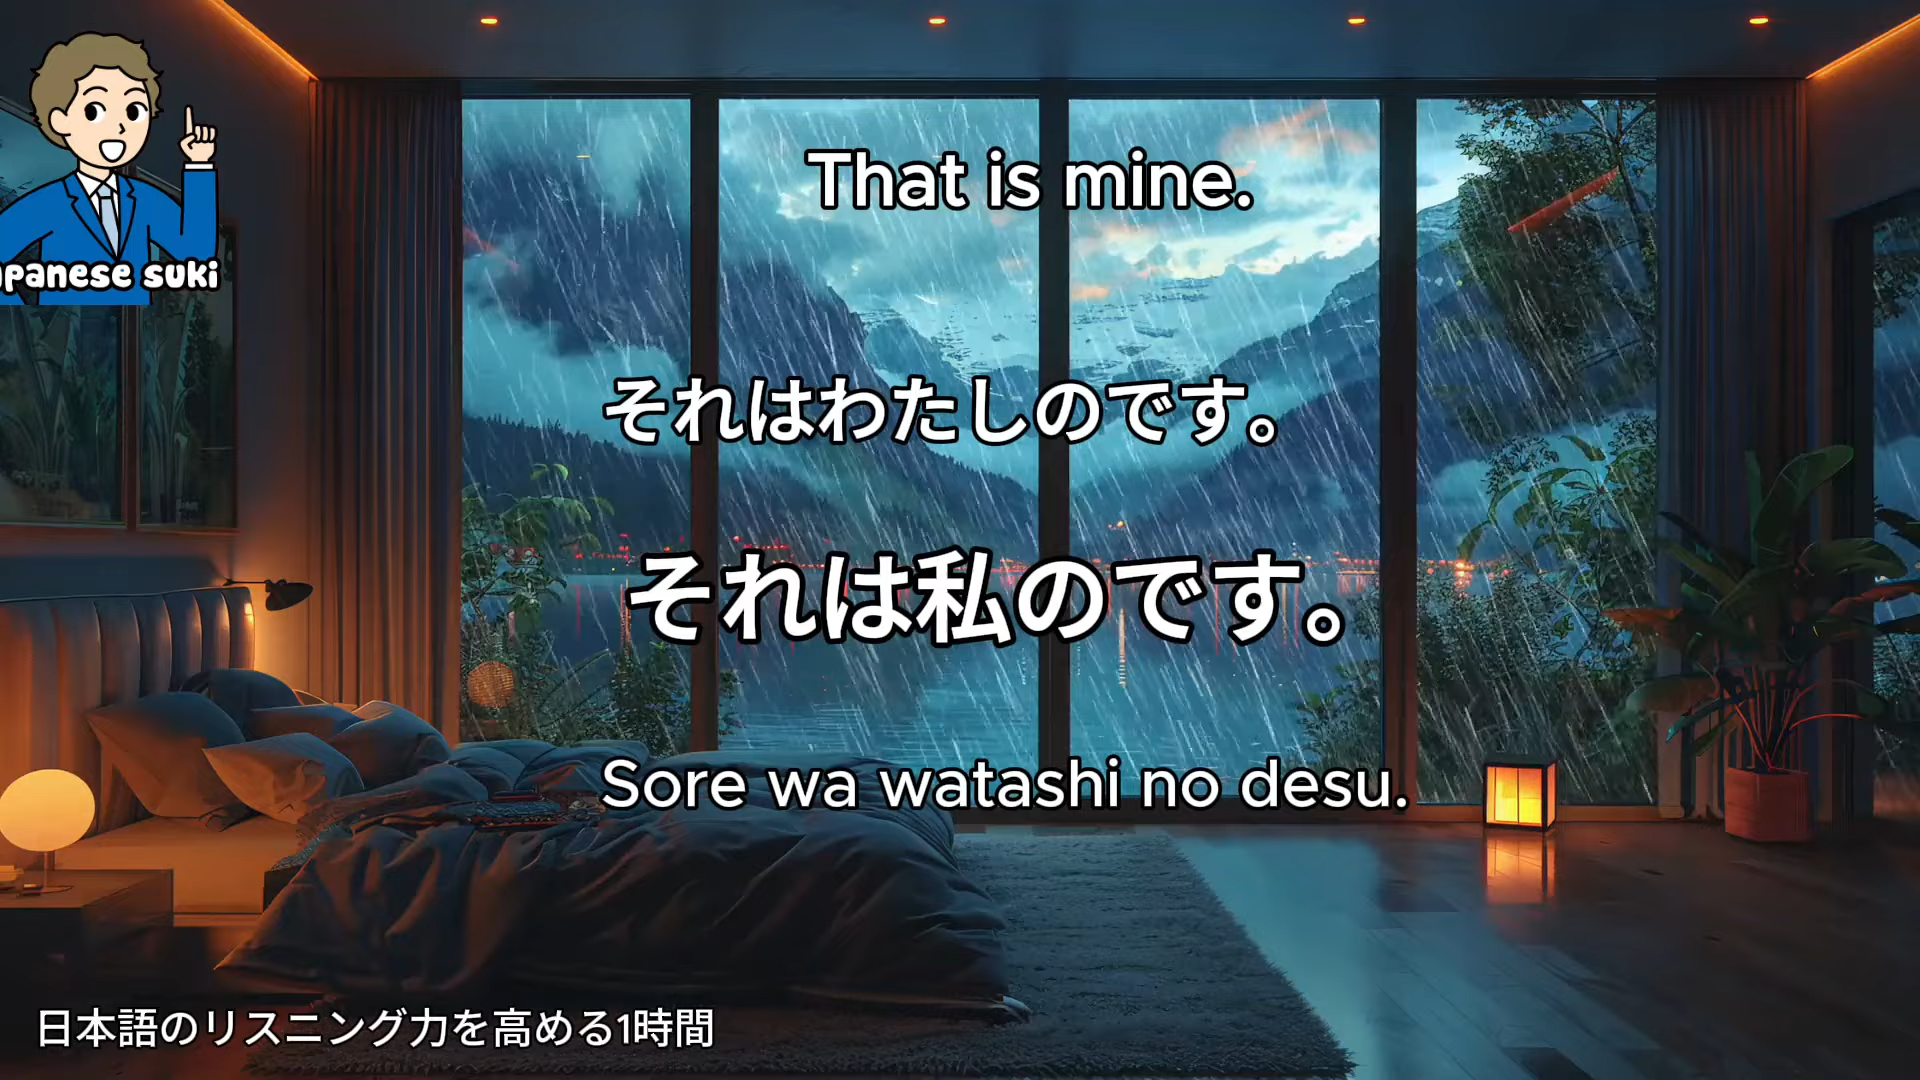 That is mine.
apanese suki
それはわたしのです。
それは私のです。
Sore wa watashi no desu.
日本語のリスニング力を高める1時間